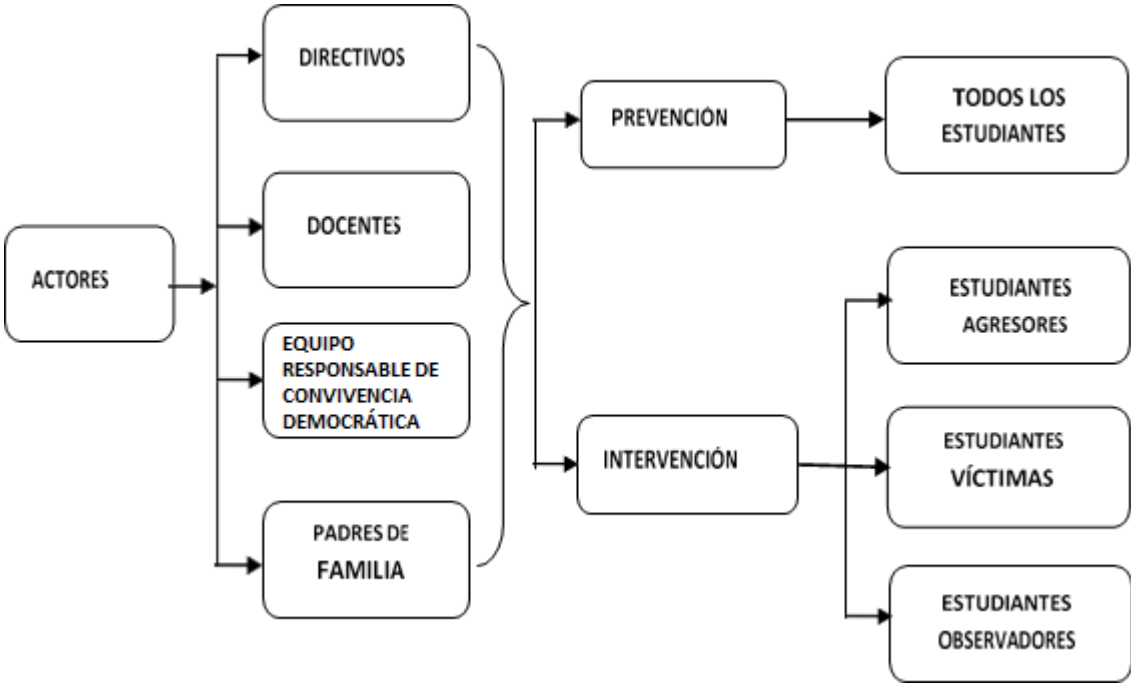 ACTORES
DIRECTIVOS
DOCENTES
EQUIPO
RESPONSABLE DE
CONVIVENCIA
DEMOCRÁTICA
PADRES DE
FAMILIA
PREVENCIÓN
INTERVENCIÓN
TODOS LOS
ESTUDIANTES
ESTUDIANTES
AGRESORES
ESTUDIANTES
VÍCTIMAS
ESTUDIANTES
OBSERVADORES